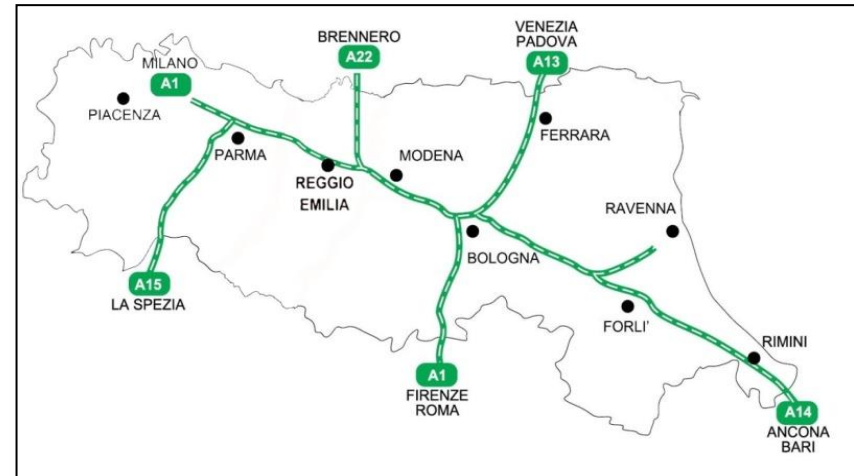 MILANO
A1
BRENNERO
A22
VENEZIA
PADOVA
A13
PIACENZA
PARMA
REGGIO
EMILIA
MODENA
FERRARA
RAVENNA
BOLOGNA
A15
LA SPEZIA
FORLI'
RIMINI
A1
FIRENZE
ROMA
A14
ANCONA
BARI